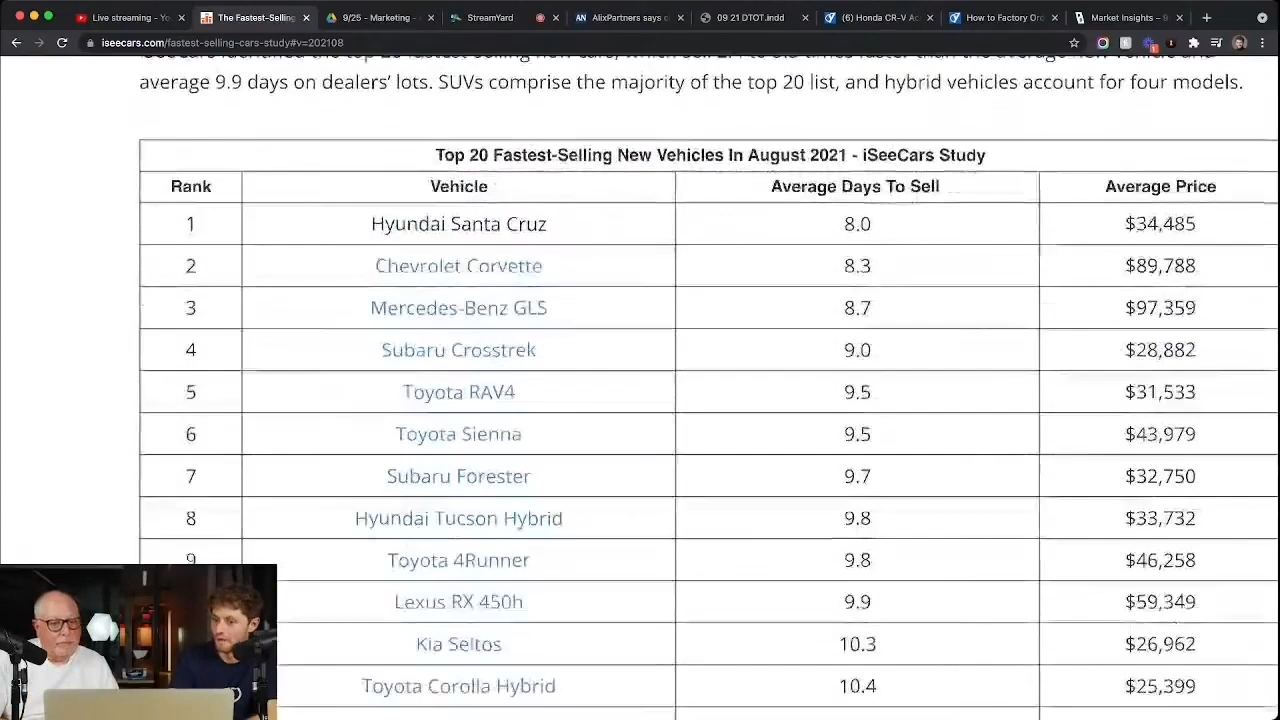 Live streaming - Yo
The Fastest-Selling
9/25 - Marketing -
StreamYard
AlixPartners says c
09 21 DTOT.indd
(6) Honda CR-V Ac
How to Factory Ord
Market Insights – 9
iseecars.com/fastest-selling-cars-study#v=202108
average 9.9 days on dealers’ lots. SUVs comprise the majority of the top 20 list, and hybrid vehicles account for four models.
Top 20 Fastest-Selling New Vehicles In August 2021 - iSeeCars Study
Rank Vehicle Average Days To Sell Average Price
1 Hyundai Santa Cruz 8.0 $34,485
2 Chevrolet Corvette 8.3 $89,788
3 Mercedes-Benz GLS 8.7 $97,359
4 Subaru Crosstrek 9.0 $28,882
5 Toyota RAV4 9.5 $31,533
6 Toyota Sienna 9.5 $43,979
7 Subaru Forester 9.7 $32,750
8 Hyundai Tucson Hybrid 9.8 $33,732
9 Toyota 4Runner 9.8 $46,258
Lexus RX 450h 9.9 $59,349
Kia Seltos 10.3 $26,962
Toyota Corolla Hybrid 10.4 $25,399